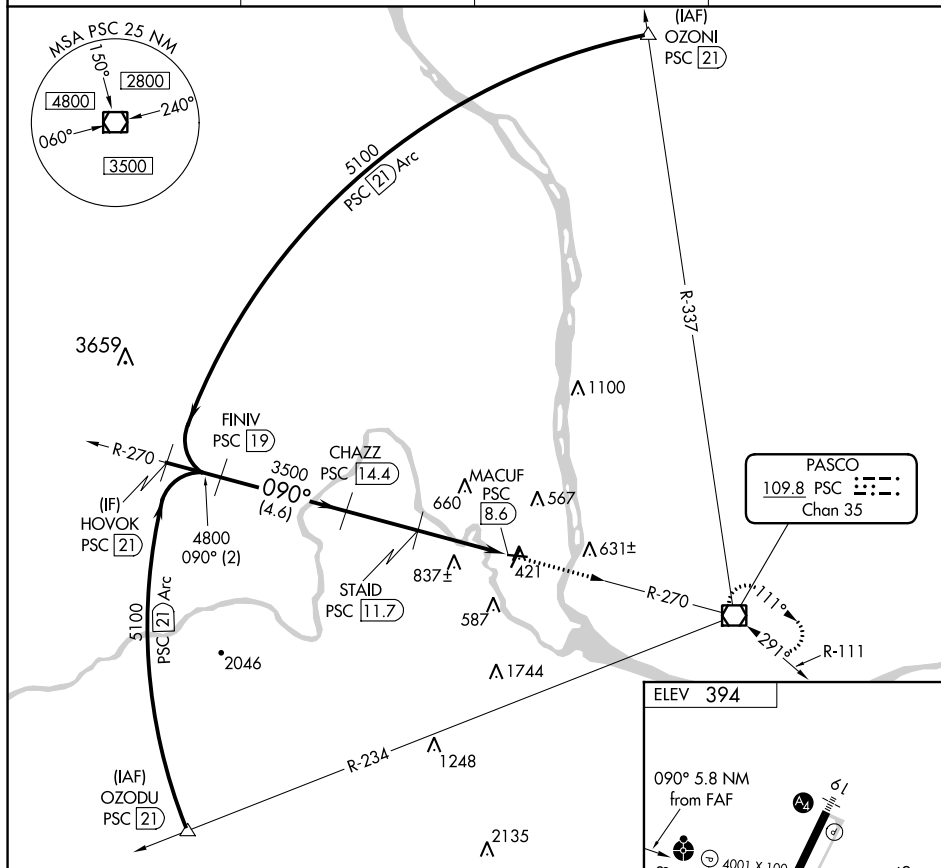 MSA PSC 25 NM
150°
2800
4800
240°
060°
3500
(IAF)
OZONI
PSC 21
5100
PSC 21 Arc
R-337
3659
1100
FINIV
PSC 19
R-270
3500
090°
(4.6)
CHAZZ
PSC 14.4
MACUF
PSC
8.6
660
567
PASCO
109.8 PSC
Chan 35
(IF)
HOVOK
PSC 21
4800
090° (2)
STAID
PSC 11.7
837±
421
631±
R-270
587
111°
291°
R-111
5100
PSC 21 Arc
2046
1744
R-234
1248
(IAF)
OZODU
PSC 21
2135
ELEV 394
090° 5.8 NM
from FAF
A4
19
P
P
4001 X 100